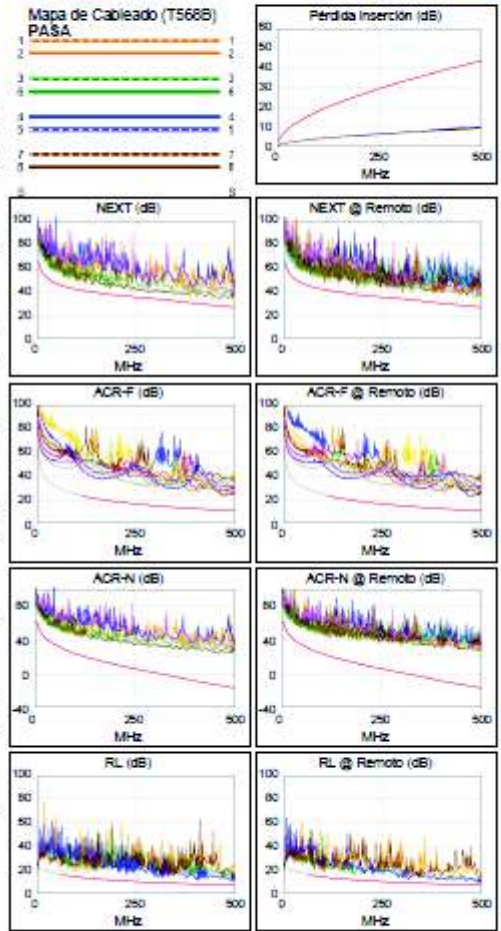 Mapa de Cableado (T568B)
PASA
1 1
2 2
3 3
6 6
4 4
5 5
7 7
8 8
S S
Pérdida Inserción (dB)
60
50
40
30
20
10
0
0 250 500
MHz
NEXT (dB)
100
80
60
40
20
0
0 250 500
MHz
NEXT @ Remoto (dB)
100
80
60
40
20
0
0 250 500
MHz
ACR-F (dB)
100
80
60
40
20
0
0 250 500
MHz
ACR-F @ Remoto (dB)
100
80
60
40
20
0
0 250 500
MHz
ACR-N (dB)
80
40
0
-40
0 250 500
MHz
ACR-N @ Remoto (dB)
80
40
0
-40
0 250 500
MHz
RL (dB)
100
80
60
40
20
0
0 250 500
MHz
RL @ Remoto (dB)
100
80
60
40
20
0
0 250 500
MHz